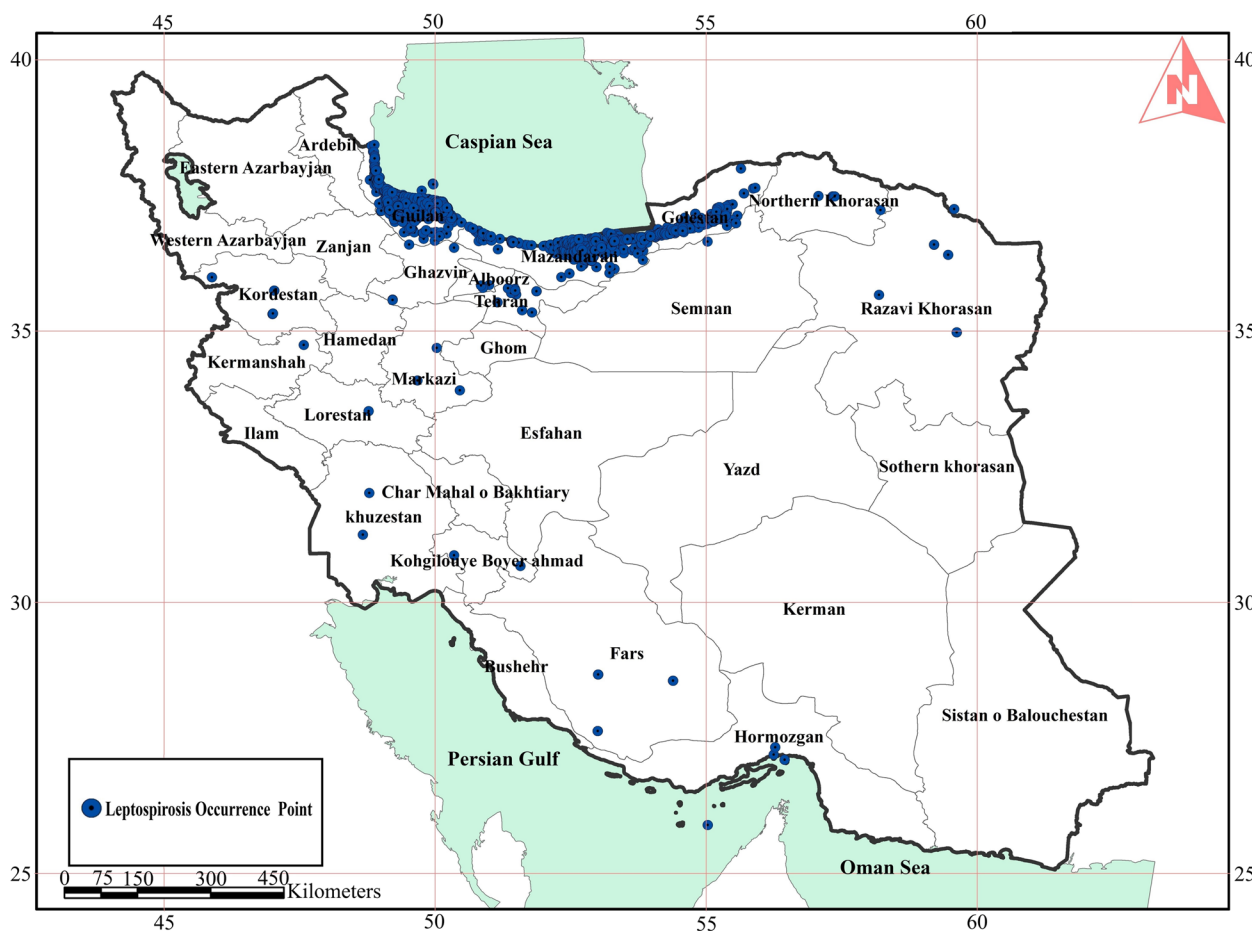 45 50 55 60
40 40
N
Caspian Sea
Ardebil
Eastern Azarbayjan
Northern Khorasan
Guilan
Golestan
Western Azarbayjan
Zanjan
Mazandaran
Ghazvin
Alboorz
Kordestan
Tehran
Semnan
Razavi Khorasan
35 35
Hamedan
Ghom
Kermanshah
Markazi
Lorestan
Ilam
Esfahan
Yazd
Sothern khorasan
Char Mahal o Bakhtiary
khuzestan
Kohgilouye Boyer ahmad
30 30
Kerman
Fars
Bushehr
Sistan o Balouchestan
Hormozgan
Persian Gulf
Leptospirosis Occurrence Point
Oman Sea
25 25
0 75 150 300 450
Kilometers
45 50 55 60